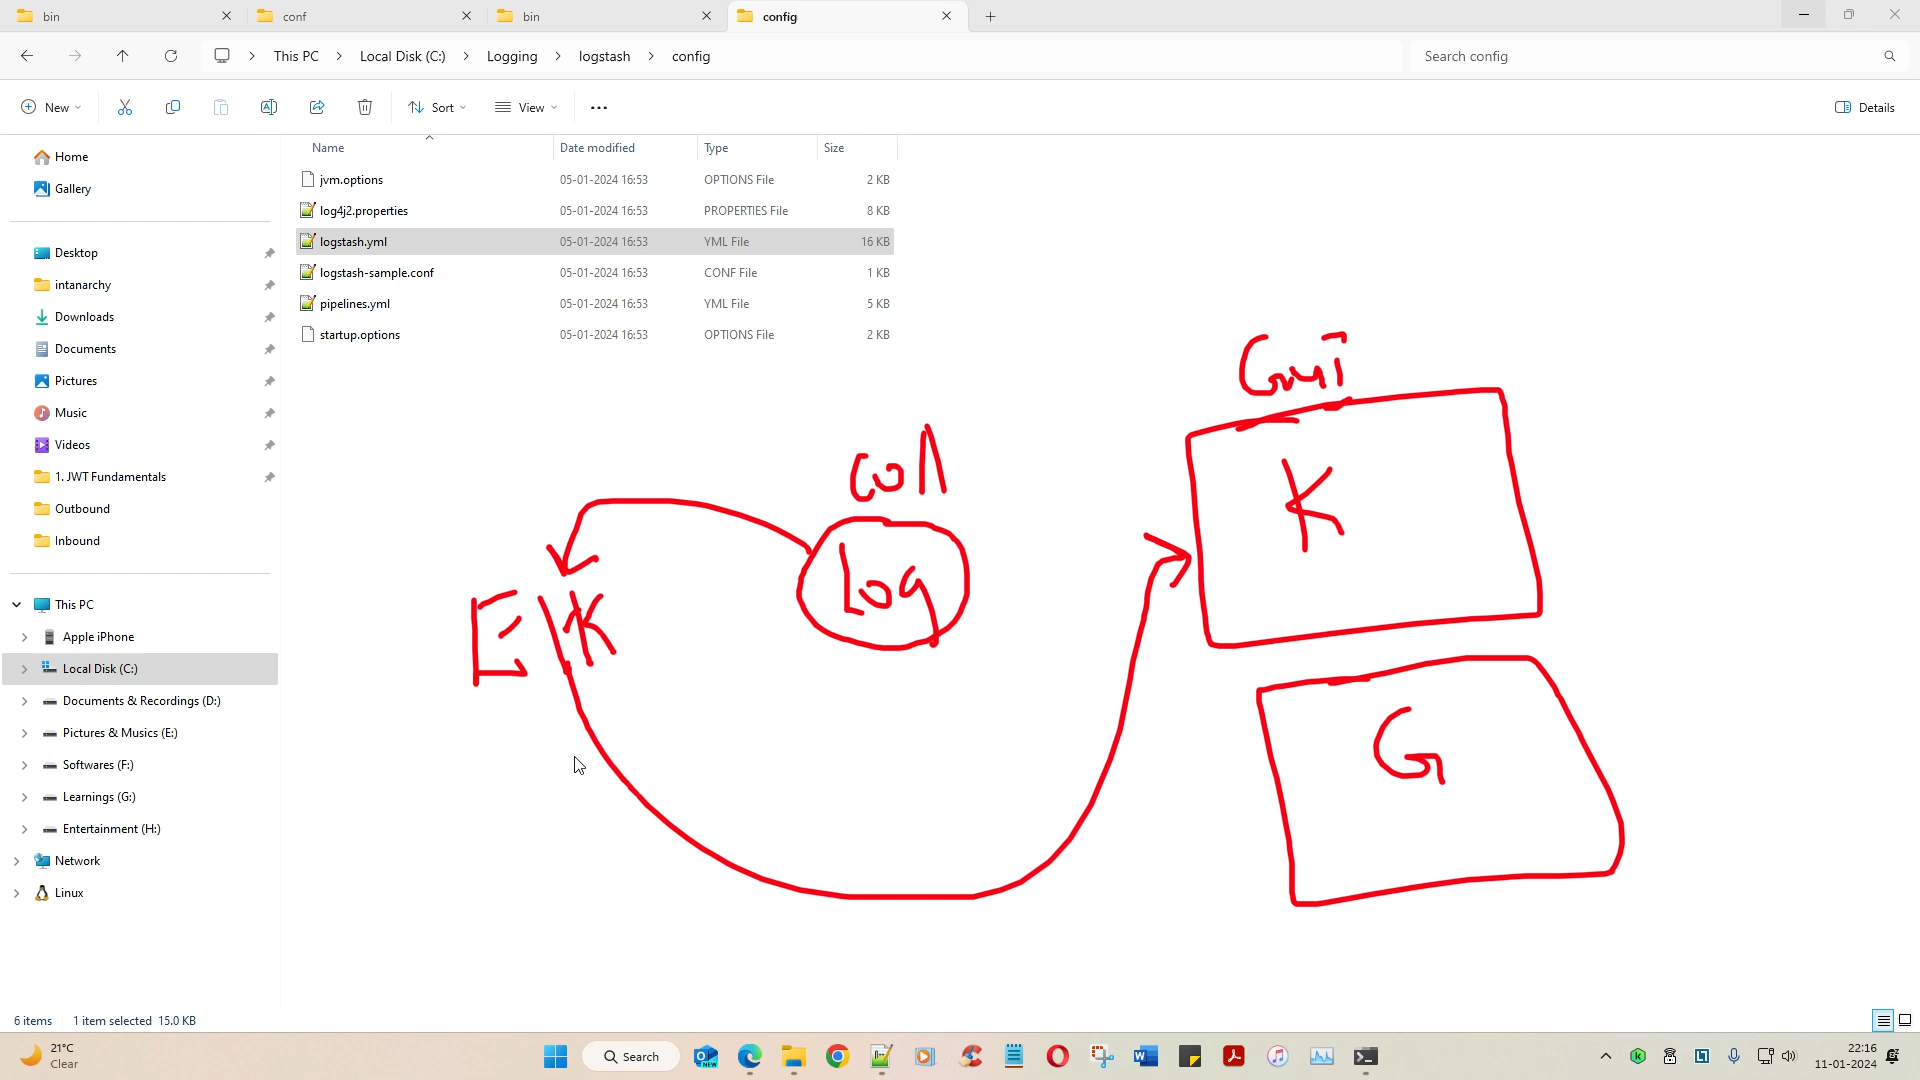 bin
conf
bin
config
This PC
Local Disk (C:)
Logging
logstash
config
Search config
New
Sort
View
Details
Name
Date modified
Type
Size
jvm.options 05-01-2024 16:53 OPTIONS File 2 KB
log4j2.properties 05-01-2024 16:53 PROPERTIES File 8 KB
logstash.yml 05-01-2024 16:53 YML File 16 KB
logstash-sample.conf 05-01-2024 16:53 CONF File 1 KB
pipelines.yml 05-01-2024 16:53 YML File 5 KB
startup.options 05-01-2024 16:53 OPTIONS File 2 KB
Home
Gallery
Desktop
intanarchy
Downloads
Documents
Pictures
Music
Videos
1. JWT Fundamentals
Outbound
Inbound
This PC
Apple iPhone
Local Disk (C:)
Documents & Recordings (D:)
Pictures & Musics (E:)
Softwares (F:)
Learnings (G:)
Entertainment (H:)
Network
Linux
coll
Log
K
G
6 items
1 item selected 15.0 KB
21°C
Clear
Search
22:16
11-01-2024